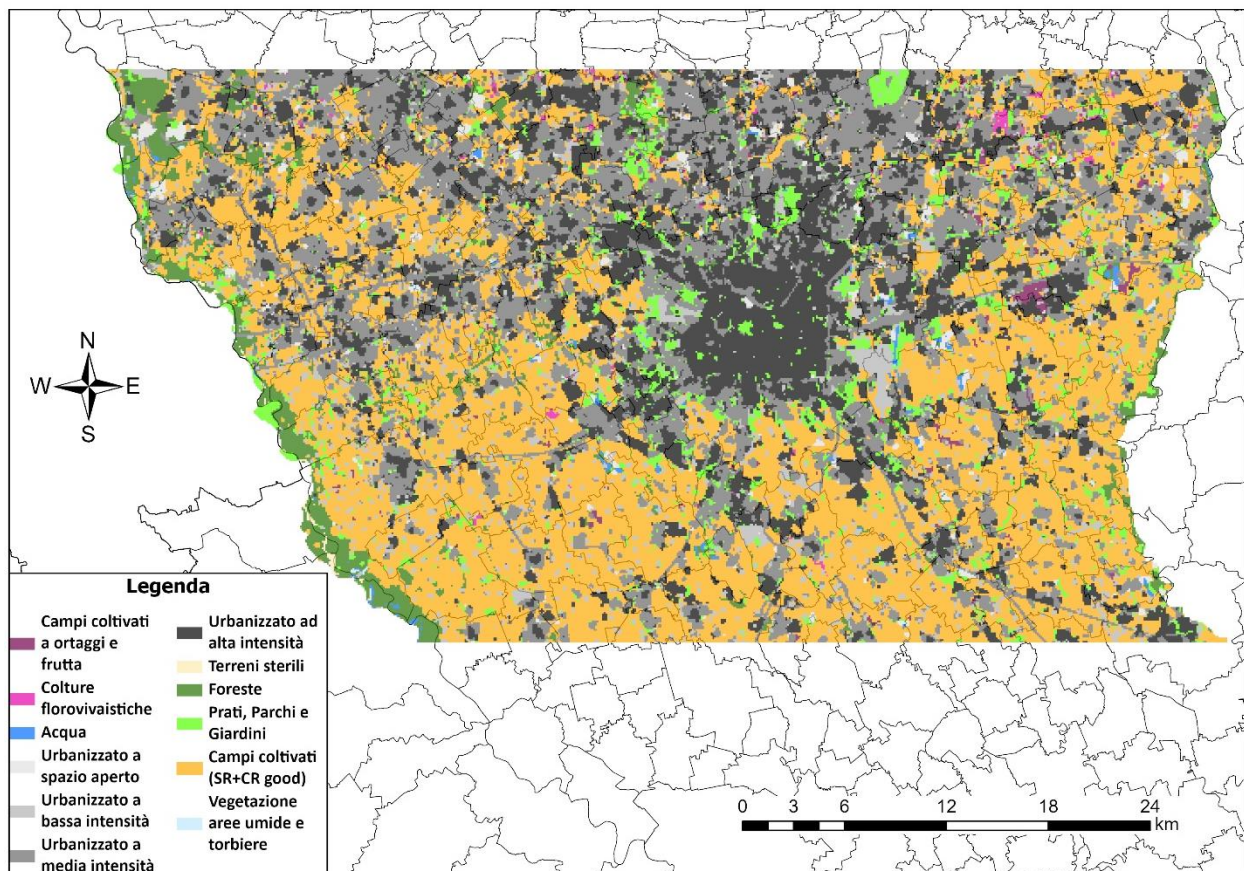 N
W E
S
Legenda
Campi coltivati
a ortaggi e
frutta
Colture
florovivaistiche
Acqua
Urbanizzato a
spazio aperto
Urbanizzato a
bassa intensità
Urbanizzato a
media intensità
Urbanizzato ad
alta intensità
Terreni sterili
Foreste
Prati, Parchi e
Giardini
Campi coltivati
(SR+CR good)
Vegetazione
aree umide e
torbiere
0 3 6 12 18 24
km